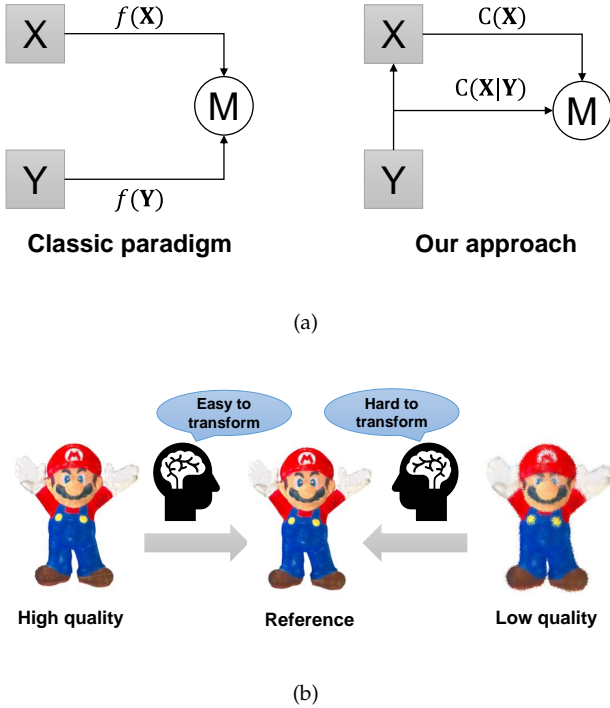 X
f(X)
M
Y
f(Y)
Classic paradigm
X
C(X)
C(X|Y)
M
Y
Our approach
(a)
Easy to
transform
Hard to
transform
M
M
M
High quality
Reference
Low quality
(b)